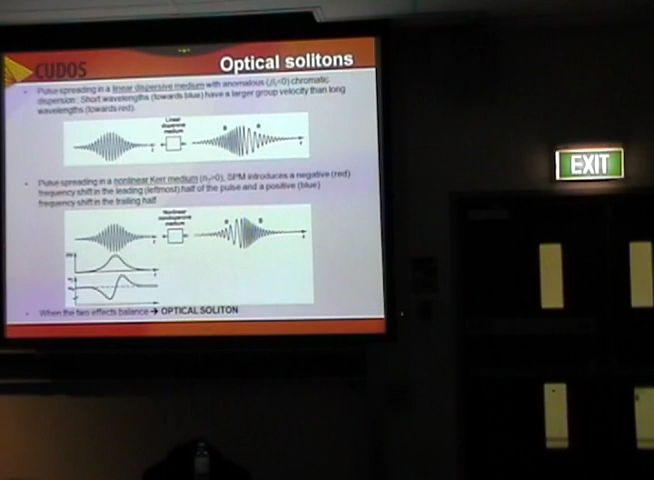 CUDOS
Optical solitons
Pulse spreading in a linear dispersive medium with anomalous (β₂<0) chromatic
dispersion: Short wavelengths (towards blue) have a larger group velocity than long
wavelengths (towards red).
Linear
dispersive
medium
Pulse spreading in a nonlinear Kerr medium (n₂>0), SPM introduces a negative (red)
frequency shift in the leading (leftmost) half of the pulse and a positive (blue)
frequency shift in the trailing half
Nonlinear
nondispersive
medium
When the two effects balance → OPTICAL SOLITON
EXIT